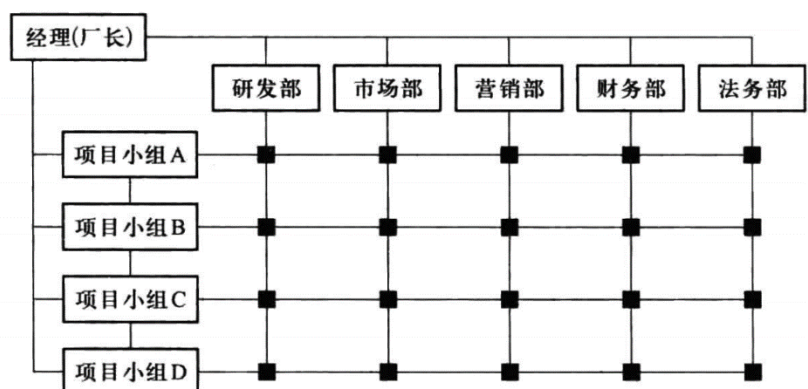 经理(厂长)
研发部 市场部 营销部 财务部 法务部
项目小组A
项目小组B
项目小组C
项目小组D